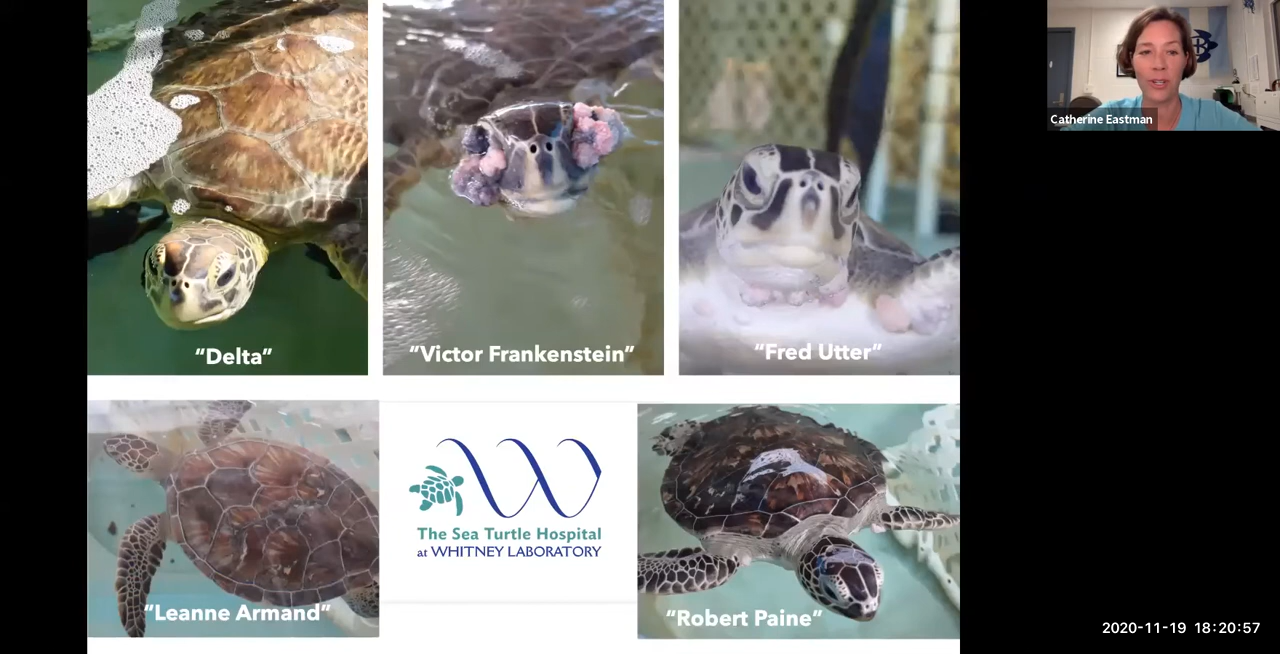 Catherine Eastman
“Delta”
“Victor Frankenstein”
“Fred Utter”
The Sea Turtle Hospital
at WHITNEY LABORATORY
“Leanne Armand”
“Robert Paine”
2020-11-19 18:20:57